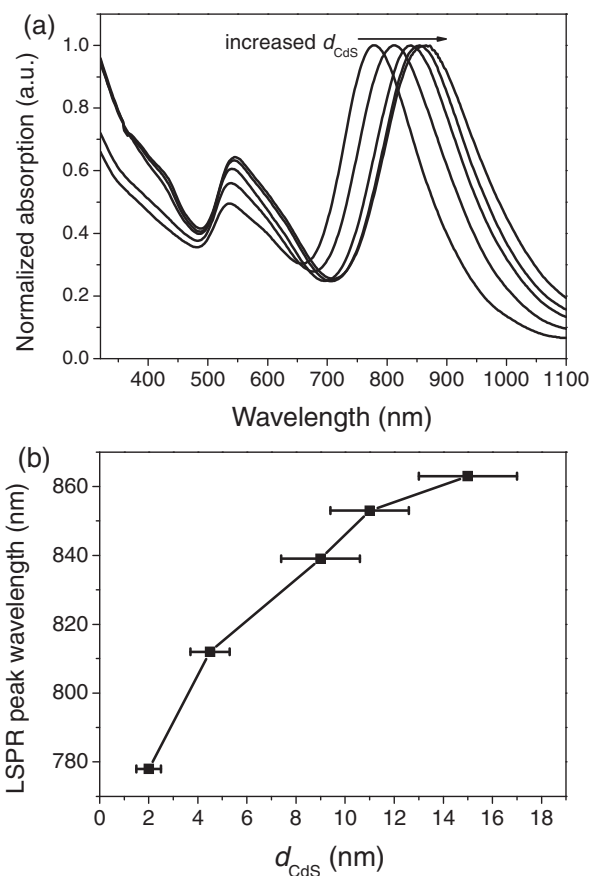 (a)
increased d_CdS
Normalized absorption (a.u.)
1.0
0.8
0.6
0.4
0.2
0.0
400 500 600 700 800 900 1000 1100
Wavelength (nm)
(b)
LSPR peak wavelength (nm)
860
840
820
800
780
0 2 4 6 8 10 12 14 16 18
d_CdS (nm)